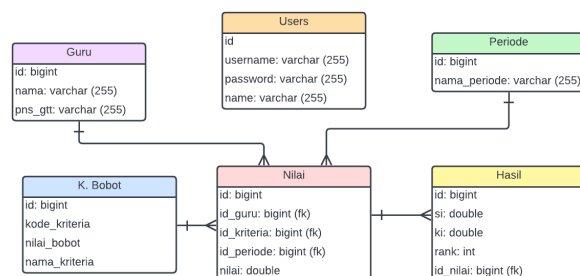 Users
id
username: varchar (255)
password: varchar (255)
name: varchar (255)
Guru
id: bigint
nama: varchar (255)
pns_gtt: varchar (255)
Periode
id: bigint
nama_periode: varchar (255)
K. Bobot
id: bigint
kode_kriteria
nilai_bobot
nama_kriteria
Nilai
id: bigint
id_guru: bigint (fk)
id_kriteria: bigint (fk)
id_periode: bigint (fk)
nilai: double
Hasil
id: bigint
si: double
ki: double
rank: int
id_nilai: bigint (fk)